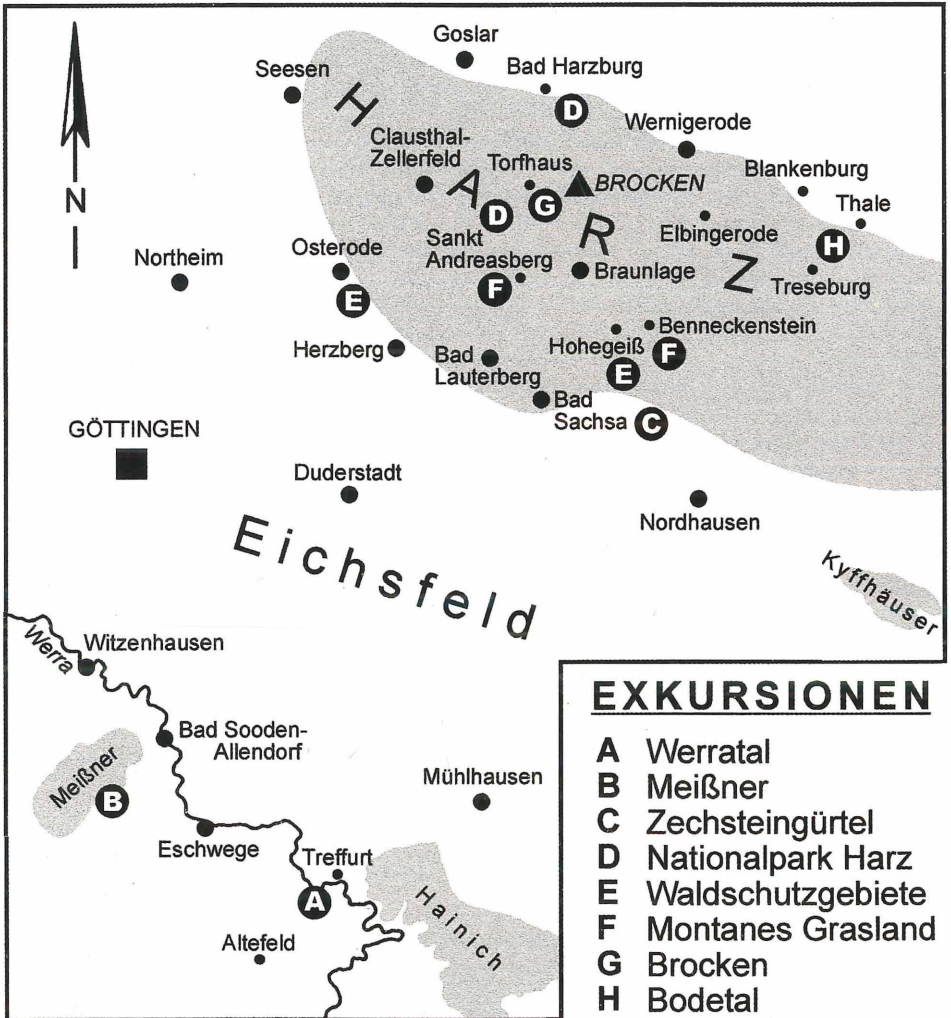 Goslar
Seesen
Bad Harzburg
D
HARZ
Wernigerode
Clausthal-
Zellerfeld
Torfhaus
BROCKEN
Blankenburg
Thale
N
D
G
Elbingerode
H
Northeim
Osterode
Sankt
Andreasberg
Braunlage
Treseburg
E
F
Herzberg
Bad
Lauterberg
Hohegeiß
Benneckenstein
E
F
Bad
Sachsa
C
GÖTTINGEN
Duderstadt
Nordhausen
Eichsfeld
Kyffhäuser
Werra
Witzenhausen
Bad Sooden-
Allendorf
Meißner
B
Mühlhausen
Eschwege
Treffurt
A
Hainich
Altefeld
EXKURSIONEN
A Werratal
B Meißner
C Zechsteingürtel
D Nationalpark Harz
E Waldschutzgebiete
F Montanes Grasland
G Brocken
H Bodetal